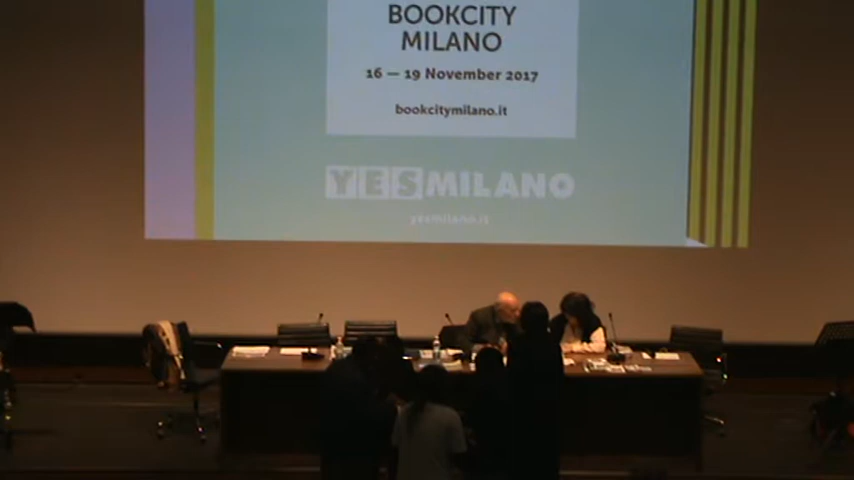 BOOKCITY
MILANO
16 — 19 November 2017
bookcitymilano.it
YESMILANO
yesmilano.it